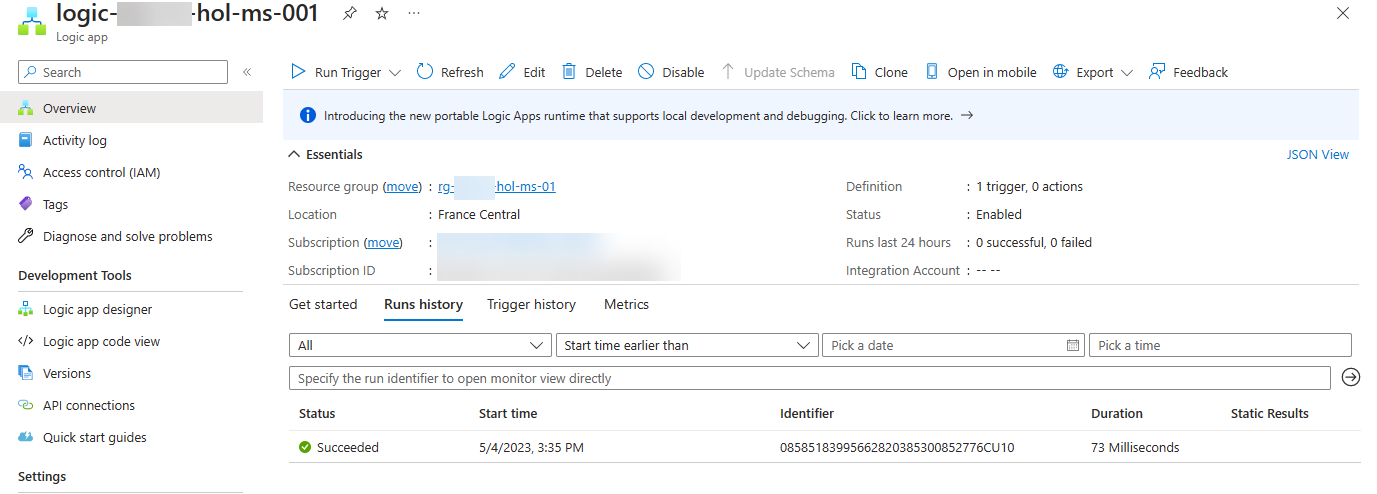 logic- -hol-ms-001
Logic app
Search
Run Trigger Refresh Edit Delete Disable Update Schema Clone Open in mobile Export Feedback
Overview
Activity log
Access control (IAM)
Tags
Diagnose and solve problems
Development Tools
Logic app designer
Logic app code view
Versions
API connections
Quick start guides
Settings
Introducing the new portable Logic Apps runtime that supports local development and debugging. Click to learn more.
Essentials
JSON View
Resource group (move) : rg- -hol-ms-01
Location : France Central
Subscription (move) :
Subscription ID :
Definition : 1 trigger, 0 actions
Status : Enabled
Runs last 24 hours : 0 successful, 0 failed
Integration Account : -- --
Get started Runs history Trigger history Metrics
All Start time earlier than Pick a date Pick a time
Specify the run identifier to open monitor view directly
Status Start time Identifier Duration Static Results
Succeeded 5/4/2023, 3:35 PM 08585183995662820385300852776CU10 73 Milliseconds